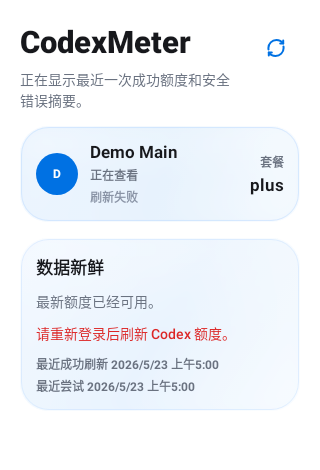 CodexMeter
正在显示最近一次成功额度和安全
错误摘要。
D
Demo Main
正在查看
刷新失败
套餐
plus
数据新鲜
最新额度已经可用。
请重新登录后刷新 Codex 额度。
最近成功刷新 2026/5/23 上午5:00
最近尝试 2026/5/23 上午5:00